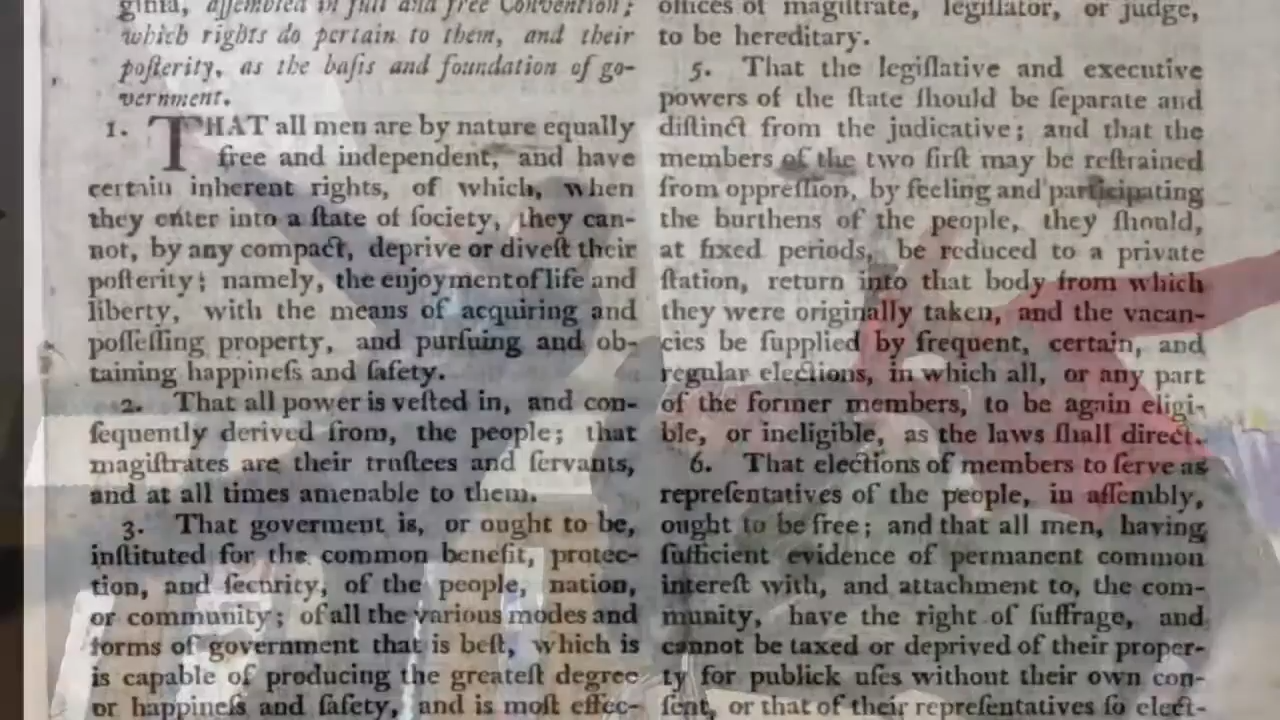 ginia, assembled in full and free Convention;
which rights do pertain to them, and their
poſterity, as the baſis and foundation of go-
vernment.
1. THAT all men are by nature equally
free and independent, and have
certain inherent rights, of which, when
they enter into a ſtate of ſociety, they can-
not, by any compact, deprive or diveſt their
poſterity; namely, the enjoyment of life and
liberty, with the means of acquiring and
poſſeſſing property, and purſuing and ob-
taining happineſs and ſafety.
2. That all power is veſted in, and con-
ſequently derived from, the people; that
magiſtrates are their truſtees and ſervants,
and at all times amenable to them.
3. That goverment is, or ought to be,
inſtituted for the common benefit, protec-
tion, and ſecurity, of the people, nation,
or community; of all the various modes and
forms of government that is beſt, which is
is capable of producing the greateſt degree
or happineſs and ſafety, and is moſt effec-
offices of magiſtrate, legiſlator, or judge,
to be hereditary.
5. That the legiſlative and executive
powers of the ſtate ſhould be ſeparate and
diſtinct from the judicative; and that the
members of the two firſt may be reſtrained
from oppreſſion, by feeling and participating
the burthens of the people, they ſhould,
at fixed periods, be reduced to a private
ſtation, return into that body from which
they were originally taken, and the vacan-
cies be ſupplied by frequent, certain, and
regular elections, in which all, or any part
of the former members, to be again eligi-
ble, or ineligible, as the laws ſhall direct.
6. That elections of members to ſerve as
repreſentatives of the people, in aſſembly,
ought to be free; and that all men, having
ſufficient evidence of permanent common
intereſt with, and attachment to, the com-
munity, have the right of ſuffrage, and
cannot be taxed or deprived of their proper-
ty for publick uſes without their own con-
ſent, or that of their repreſentatives ſo elect-